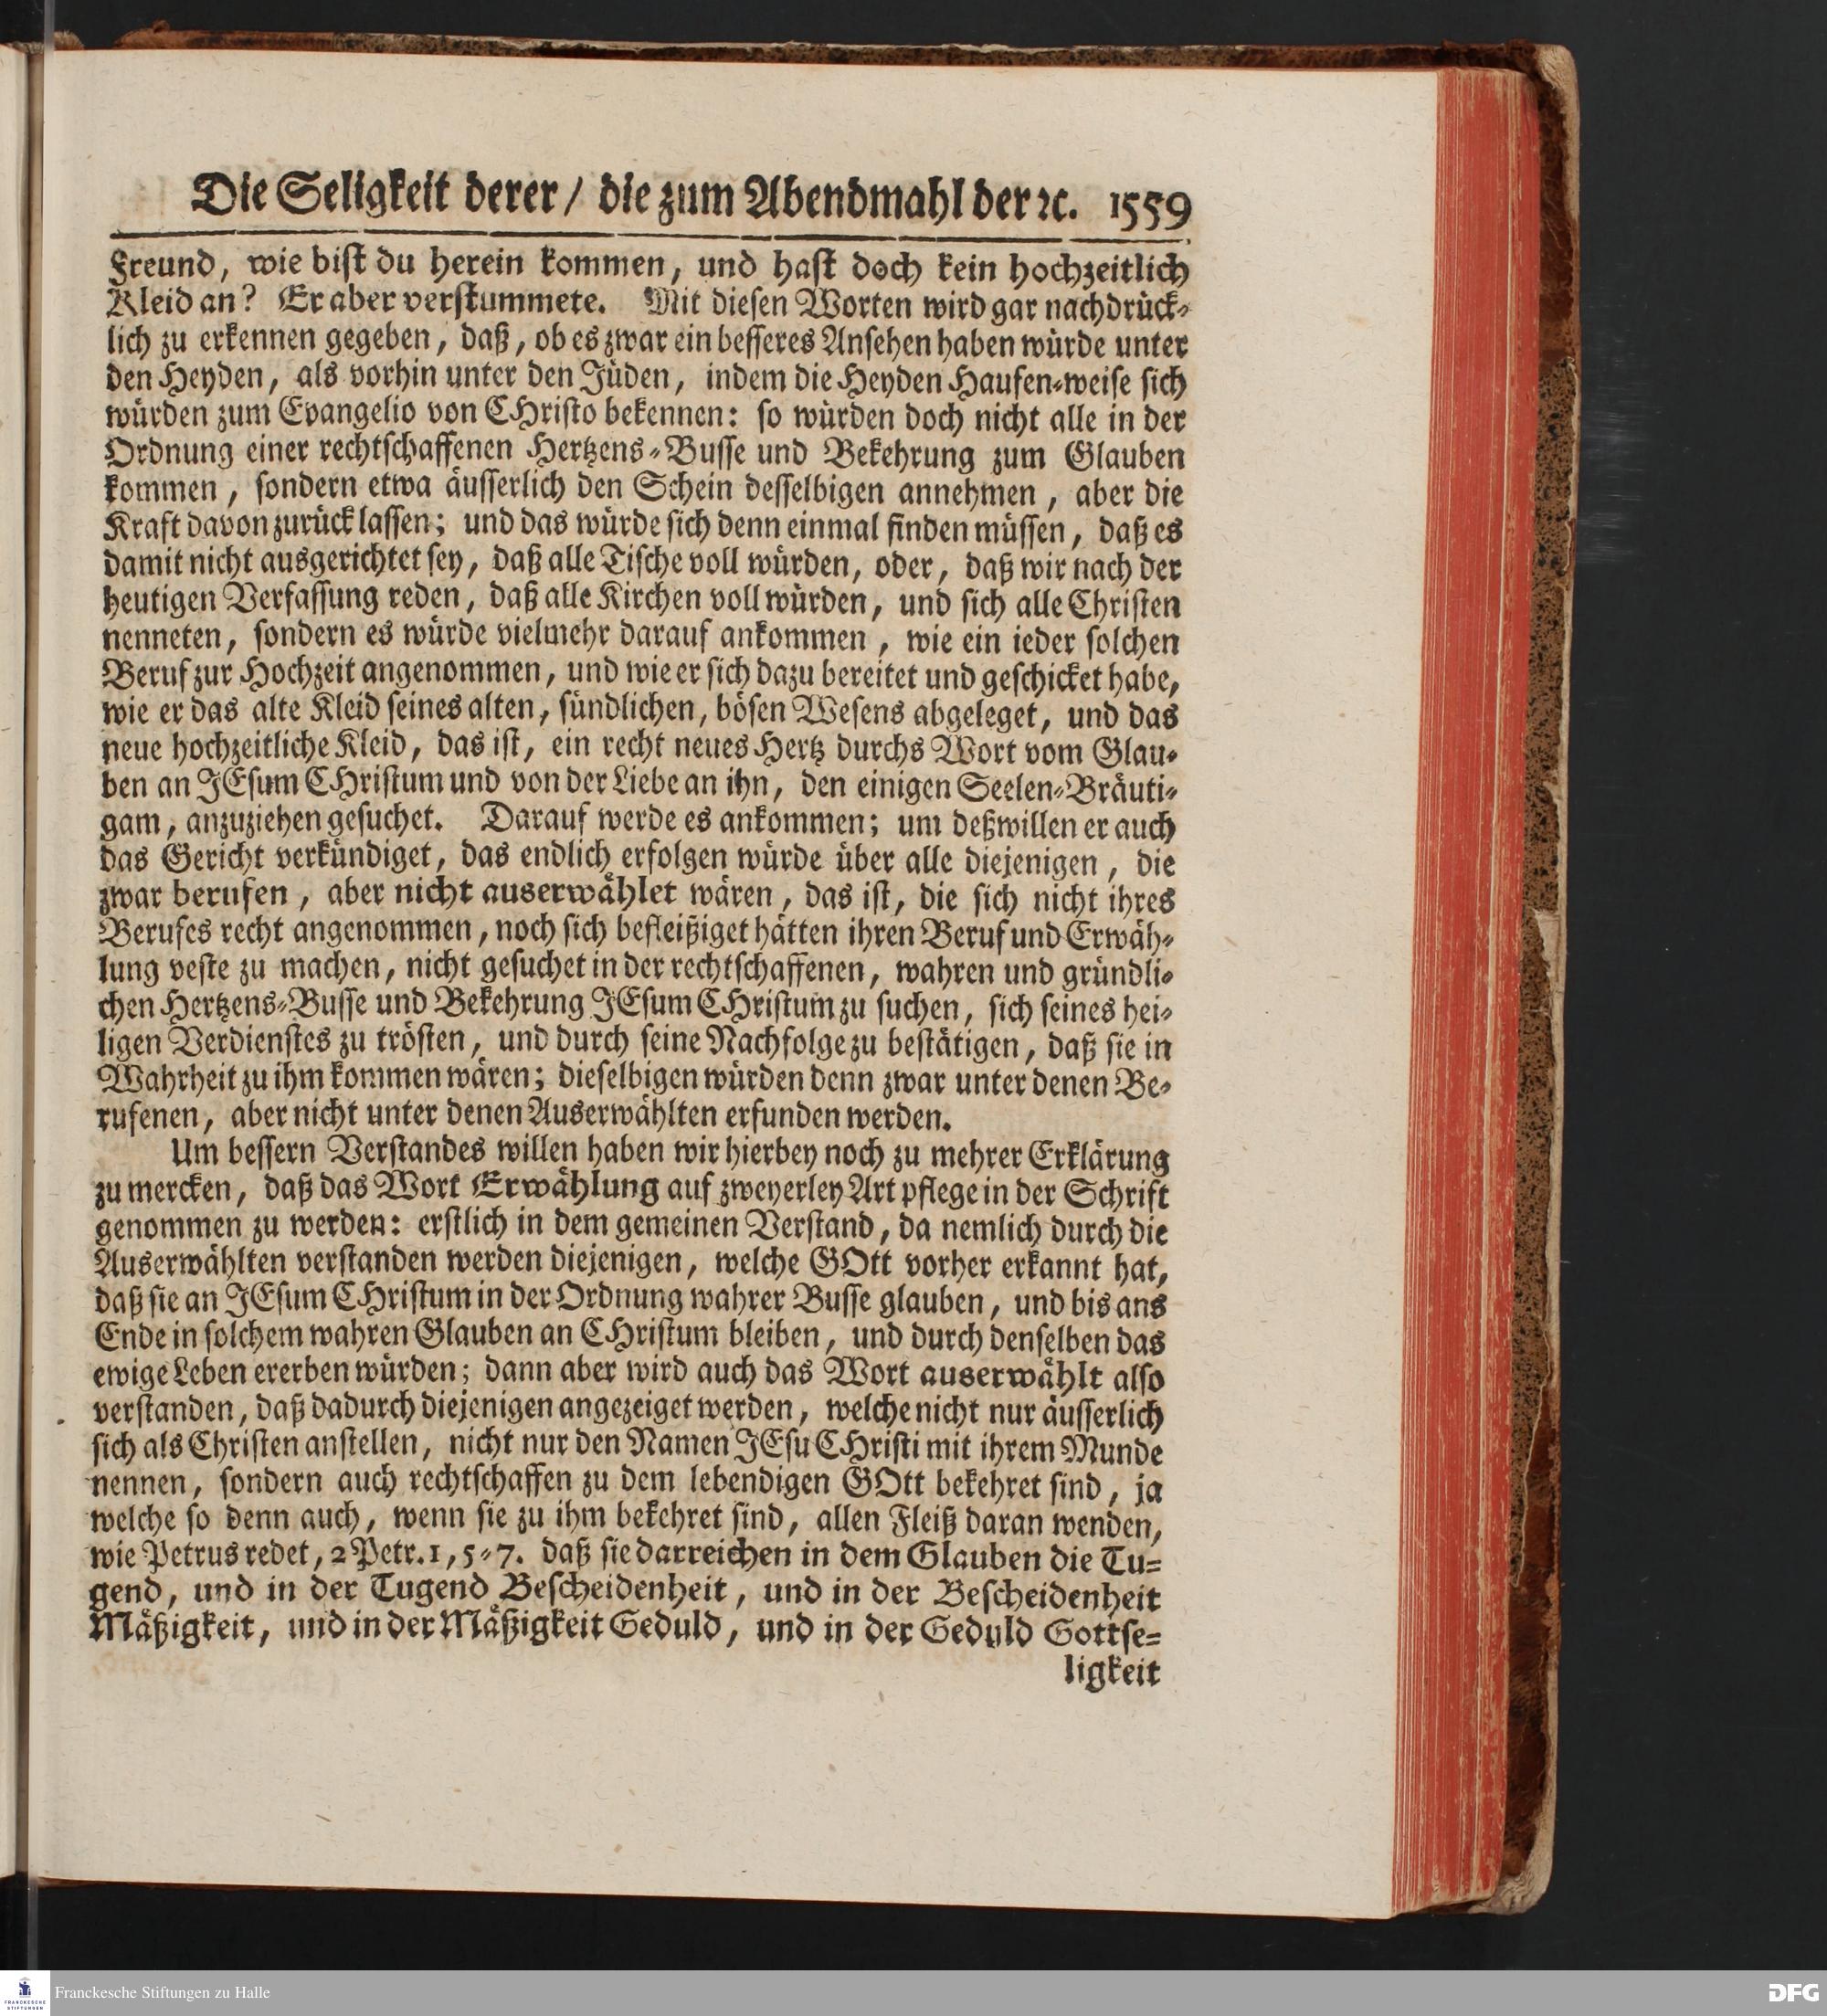 Die Seligkeit derer / die zum Abendmahl der ꝛc. 1559
Freund, wie bist du herein kommen, und hast doch kein hochzeitlich
Kleid an? Er aber verstummete. Mit diesen Worten wird gar nachdrück-
lich zu erkennen gegeben, daß, ob es zwar ein besseres Ansehen haben würde unter
den Heyden, als vorhin unter den Jüden, indem die Heyden Haufen-weise sich
würden zum Evangelio von CHristo bekennen: so würden doch nicht alle in der
Ordnung einer rechtschaffenen Hertzens-Busse und Bekehrung zum Glauben
kommen, sondern etwa äusserlich den Schein desselbigen annehmen, aber die
Kraft davon zurück lassen; und das würde sich denn einmal finden müssen, daß es
damit nicht ausgerichtet sey, daß alle Tische voll würden, oder, daß wir nach der
heutigen Verfassung reden, daß alle Kirchen voll würden, und sich alle Christen
nenneten, sondern es würde vielmehr darauf ankommen, wie ein ieder solchen
Beruf zur Hochzeit angenommen, und wie er sich dazu bereitet und geschicket habe,
wie er das alte Kleid seines alten, sündlichen, bösen Wesens abgeleget, und das
neue hochzeitliche Kleid, das ist, ein recht neues Hertz durchs Wort vom Glau-
ben an JEsum CHristum und von der Liebe an ihn, den einigen Seelen-Bräuti-
gam, anzuziehen gesuchet. Darauf werde es ankommen; um deßwillen er auch
das Gericht verkündiget, das endlich erfolgen würde über alle diejenigen, die
zwar berufen, aber nicht auserwählet wären, das ist, die sich nicht ihres
Berufes recht angenommen, noch sich befleißiget hätten ihren Beruf und Erwäh-
lung veste zu machen, nicht gesuchet in der rechtschaffenen, wahren und gründli-
chen Hertzens-Busse und Bekehrung JEsum CHristum zu suchen, sich seines hei-
ligen Verdienstes zu trösten, und durch seine Nachfolge zu bestätigen, daß sie in
Wahrheit zu ihm kommen wären; dieselbigen würden denn zwar unter denen Be-
rufenen, aber nicht unter denen Auserwählten erfunden werden.
Um bessern Verstandes willen haben wir hierbey noch zu mehrer Erklärung
zu mercken, daß das Wort Erwählung auf zweyerley Art pflege in der Schrift
genommen zu werden: erstlich in dem gemeinen Verstand, da nemlich durch die
Auserwählten verstanden werden diejenigen, welche GOtt vorher erkannt hat,
daß sie an JEsum CHristum in der Ordnung wahrer Busse glauben, und bis ans
Ende in solchem wahren Glauben an CHristum bleiben, und durch denselben das
ewige Leben ererben würden; dann aber wird auch das Wort auserwählt also
verstanden, daß dadurch diejenigen angezeiget werden, welche nicht nur äusserlich
sich als Christen anstellen, nicht nur den Namen JEsu CHristi mit ihrem Munde
nennen, sondern auch rechtschaffen zu dem lebendigen GOtt bekehret sind, ja
welche so denn auch, wenn sie zu ihm bekehret sind, allen Fleiß daran wenden,
wie Petrus redet, 2 Petr. 1, 5-7. daß sie darreichen in dem Glauben die Tu-
gend, und in der Tugend Bescheidenheit, und in der Bescheidenheit
Mäßigkeit, und in der Mäßigkeit Geduld, und in der Geduld Gottse-
ligkeit
FRANCKESCHE STIFTUNGEN
Franckesche Stiftungen zu Halle
DFG